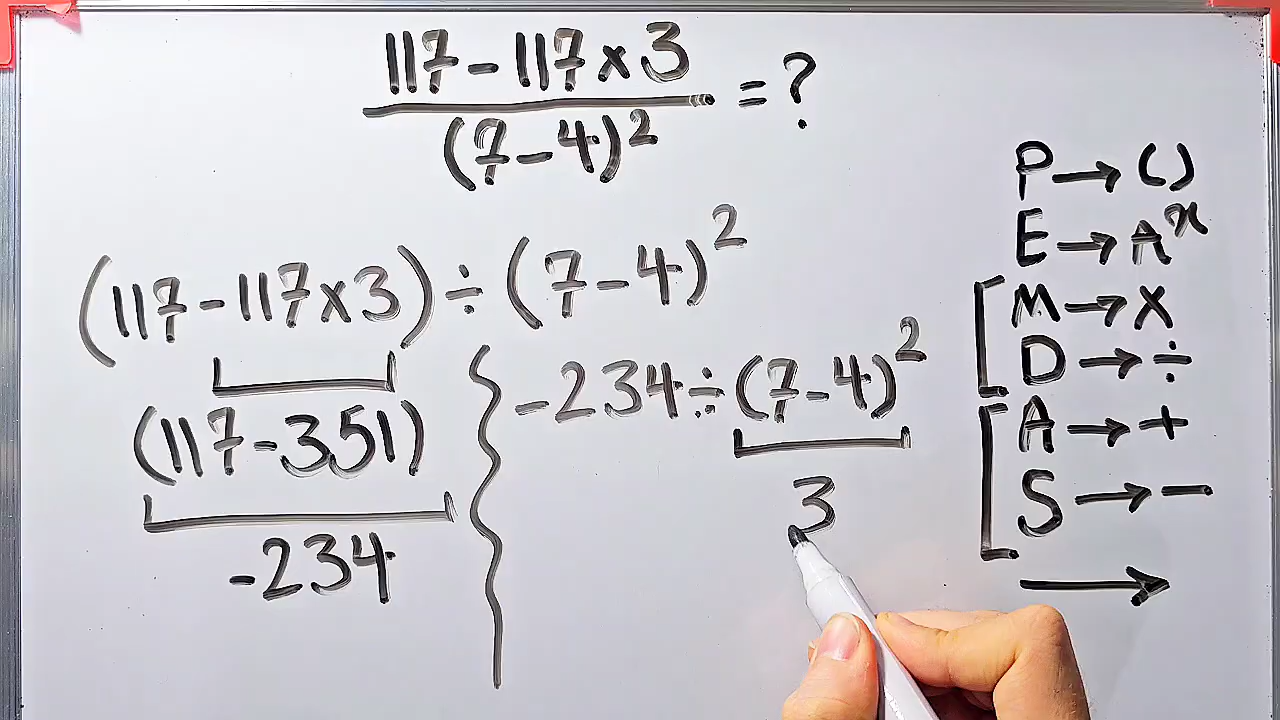 117-117×3
(7-4)²
=?
(117-117×3)÷(7-4)²
(117-351)
-234
-234÷(7-4)²
3
P→()
E→Aˣ
M→×
D→÷
A→+
S→-
→